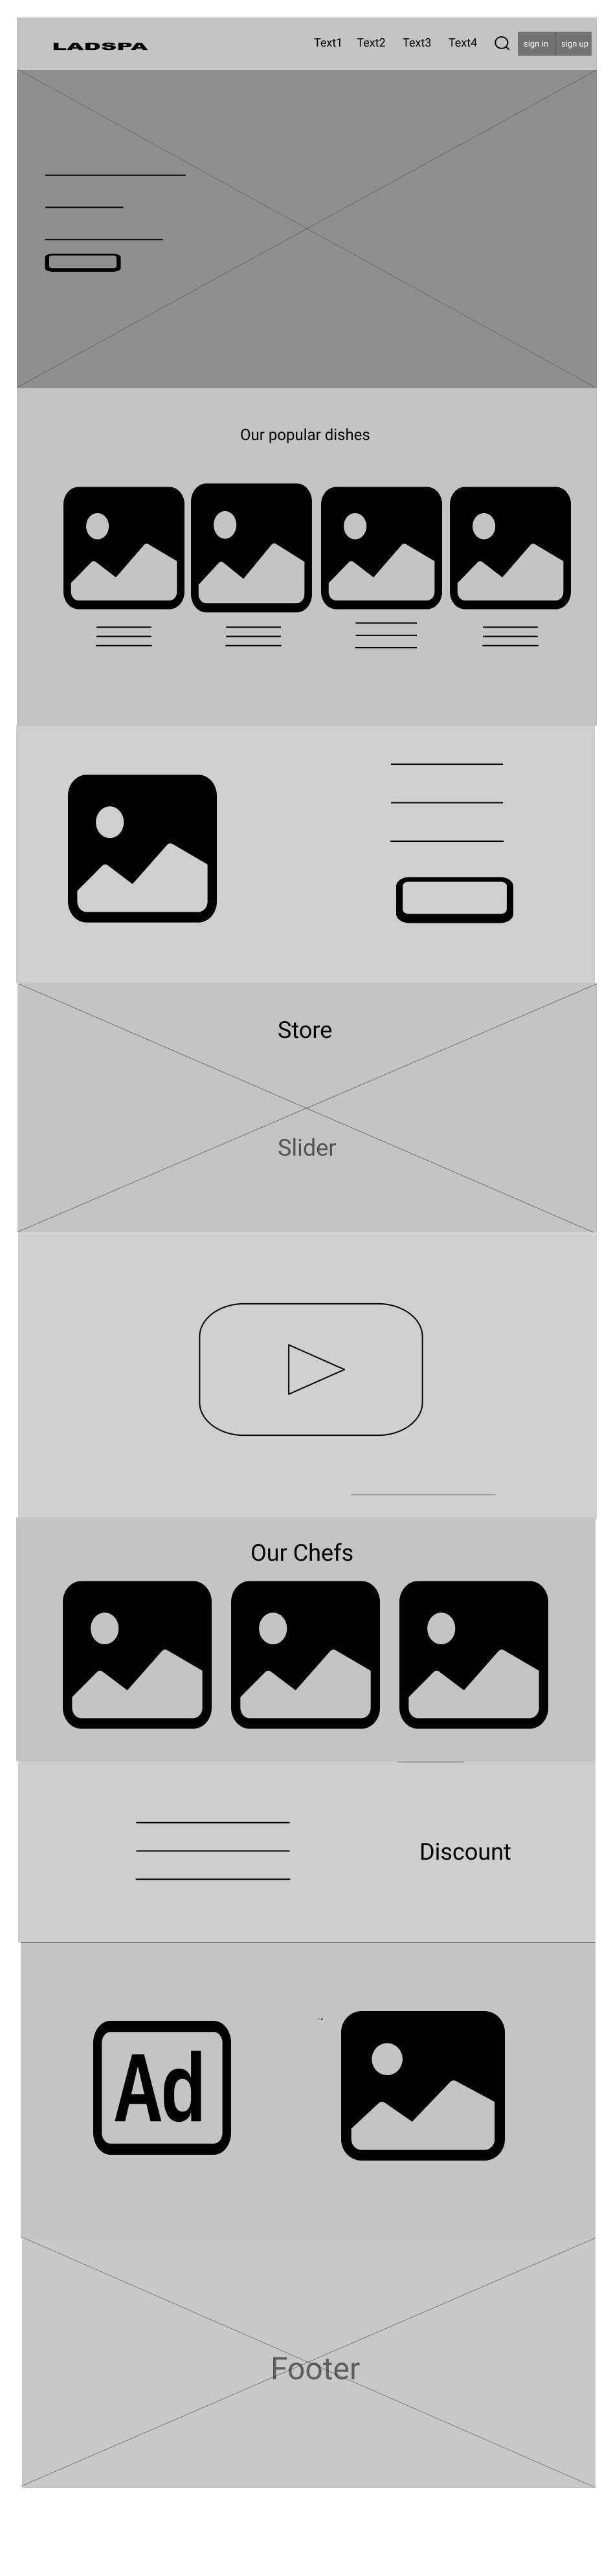 LADSPA Text1 Text2 Text3 Text4 sign in sign up
Our popular dishes
Store
Slider
Our Chefs
Discount
Ad
Footer